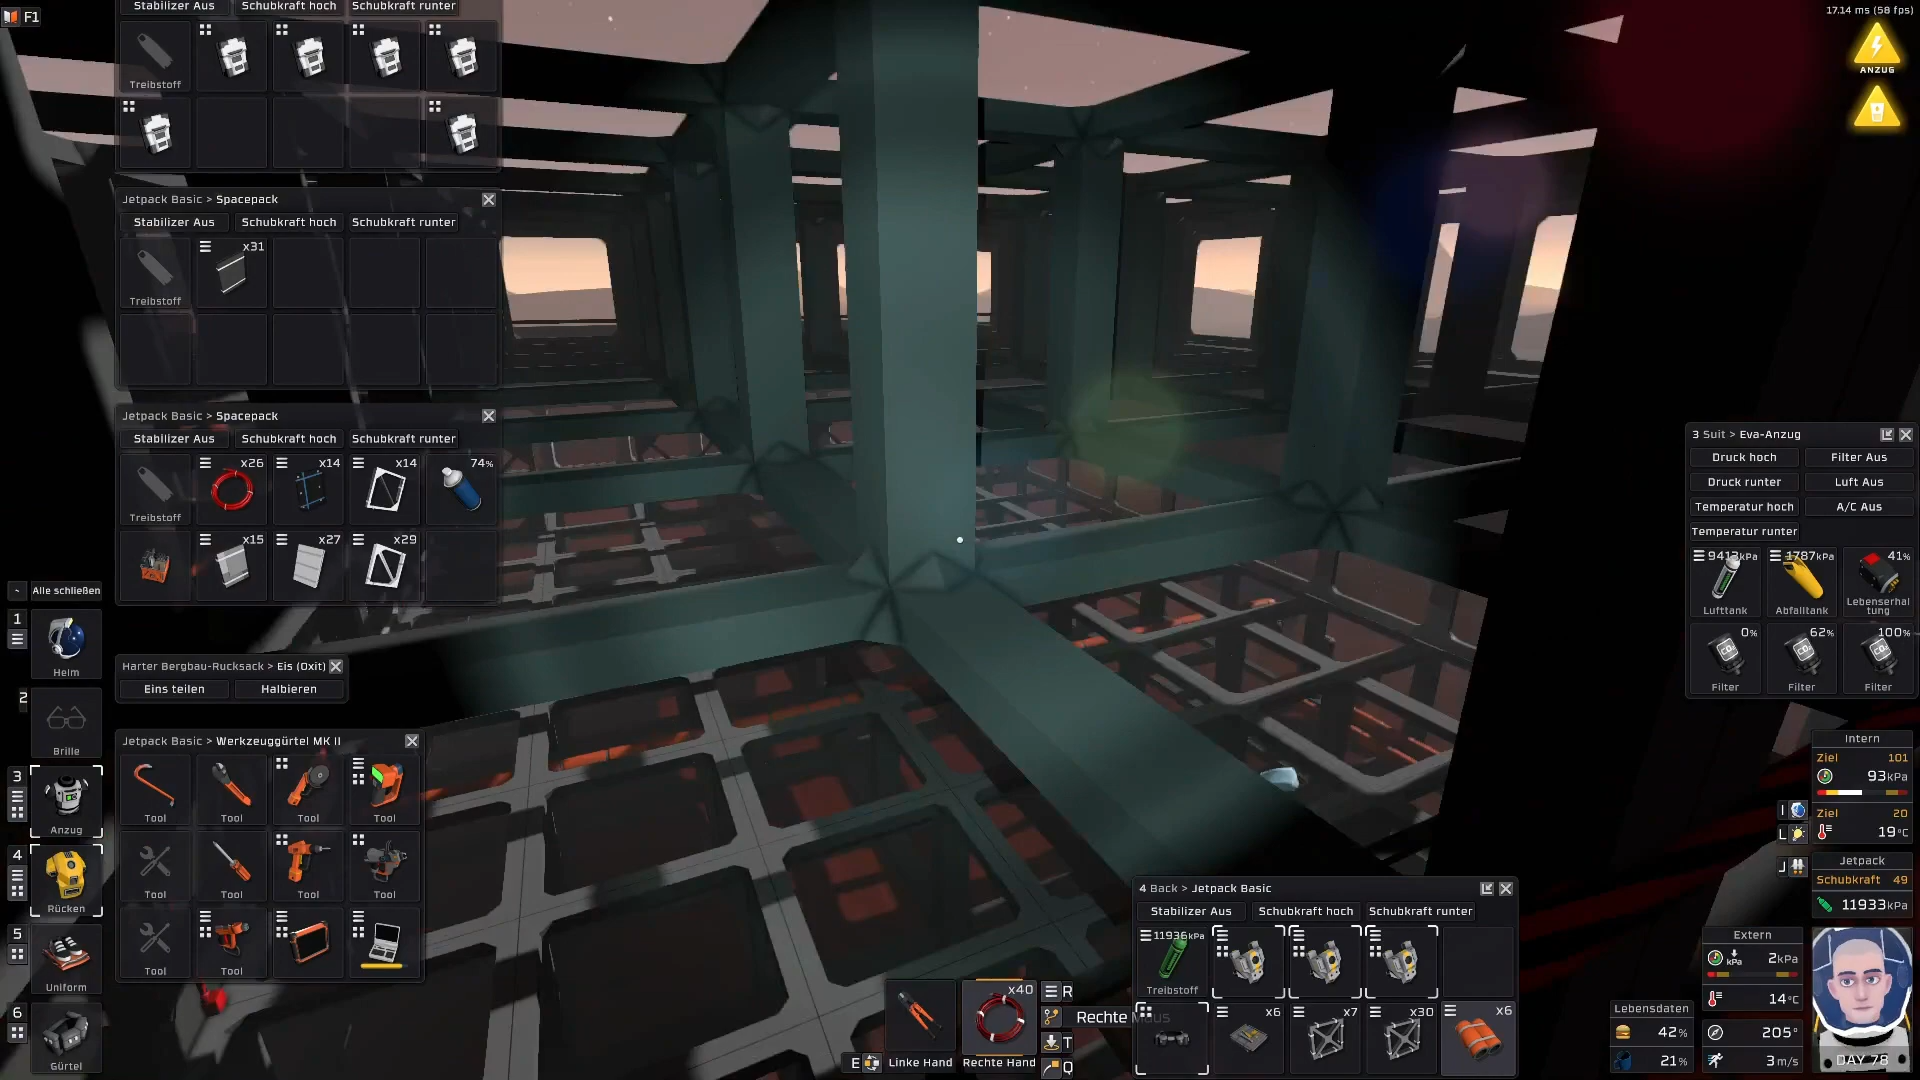 F1
17.14 ms (58 fps)
ANZUG
Stabilizer Aus
Schubkraft hoch
Schubkraft runter
Treibstoff
Jetpack Basic > Spacepack
Stabilizer Aus
Schubkraft hoch
Schubkraft runter
x31
Treibstoff
Jetpack Basic > Spacepack
Stabilizer Aus
Schubkraft hoch
Schubkraft runter
x26
x14
x14
74%
Treibstoff
x15
x27
x29
~
Alle schließen
1
Helm
2
Brille
3
Anzug
4
Rücken
5
Uniform
6
Gürtel
Harter Bergbau-Rucksack > Eis (Oxit)
Eins teilen
Halbieren
Jetpack Basic > Werkzeuggürtel MK II
Tool
Tool
Tool
Tool
Tool
Tool
Tool
Tool
Tool
Tool
3 Suit > Eva-Anzug
Druck hoch
Filter Aus
Druck runter
Luft Aus
Temperatur hoch
A/C Aus
Temperatur runter
9413kPa
1787kPa
41%
Lufttank
Abfalltank
Lebenserhal
tung
0%
62%
100%
Filter
Filter
Filter
Intern
Ziel 101
93kPa
Ziel 20
19°C
I
L
J
Jetpack
Schubkraft 49
11933kPa
Extern
kPa
2kPa
14°C
205°
3m/s
Lebensdaten
42%
21%
DAY 78
4 Back > Jetpack Basic
Stabilizer Aus
Schubkraft hoch
Schubkraft runter
11936kPa
Treibstoff
x6
x7
x30
x6
x40
R
Rechte
T
Q
E
Linke Hand
Rechte Hand